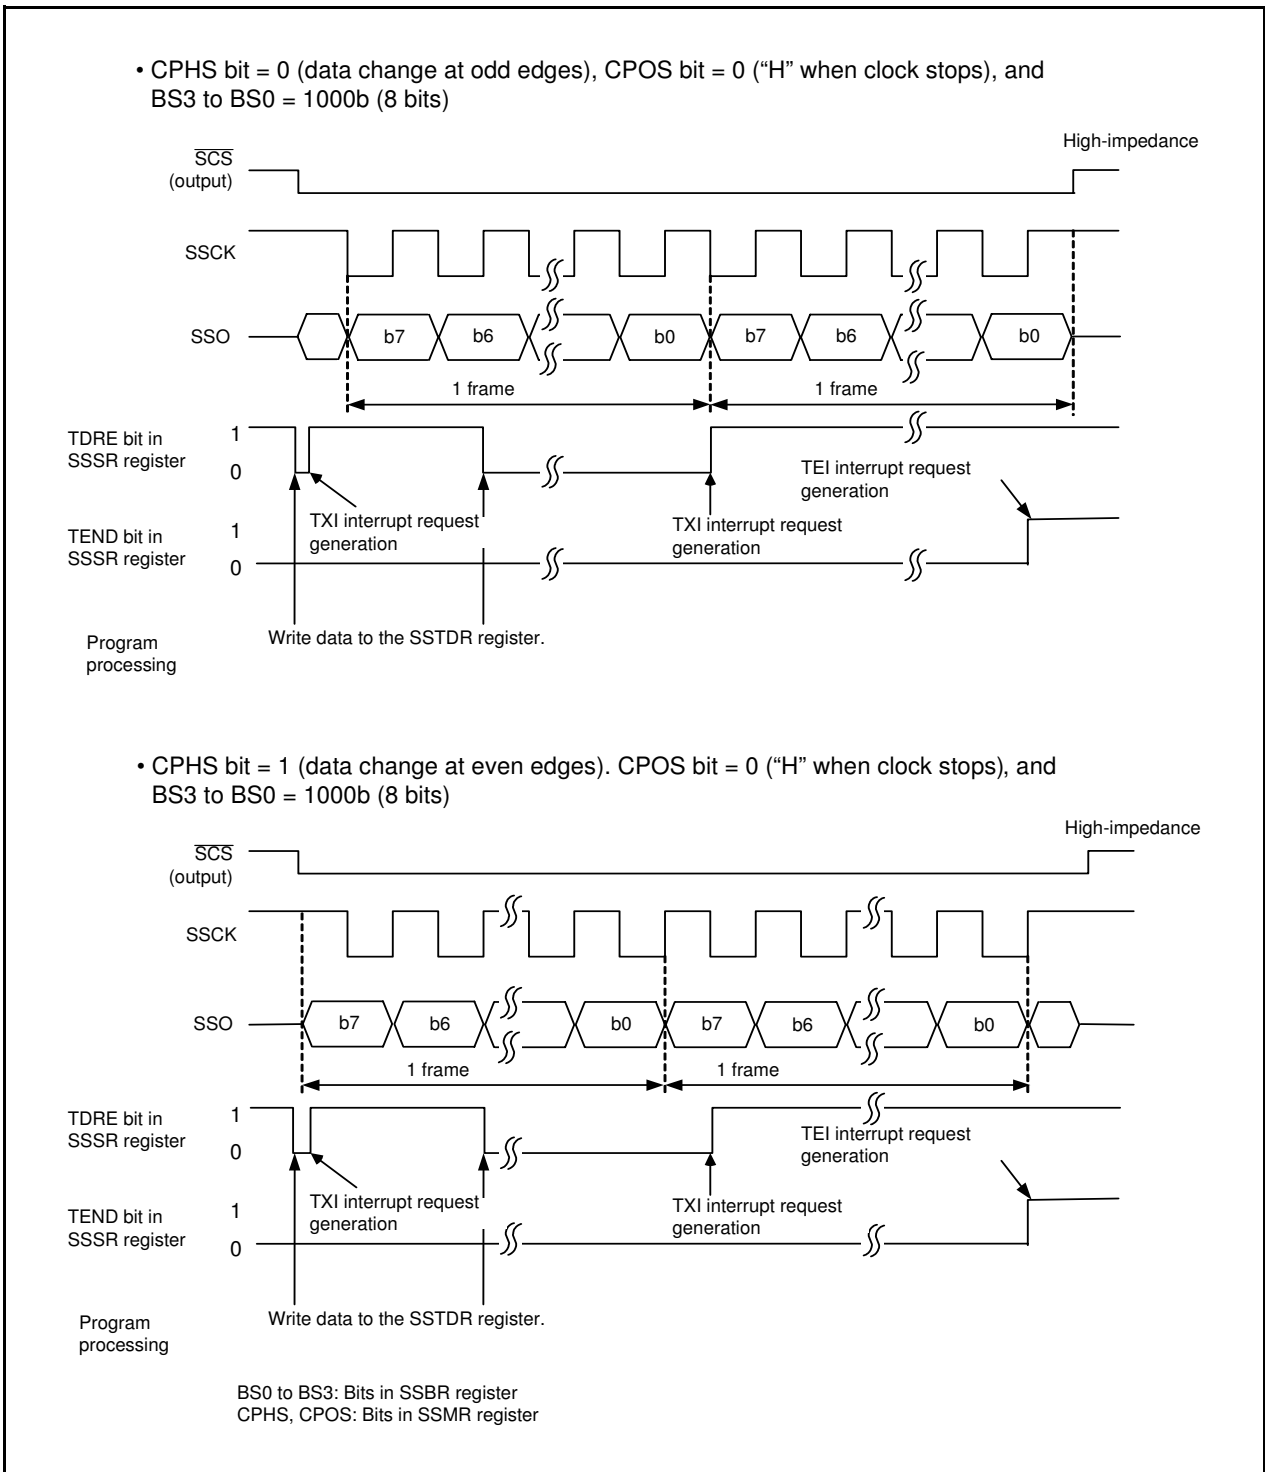 • CPHS bit = 0 (data change at odd edges), CPOS bit = 0 (“H” when clock stops), and
BS3 to BS0 = 1000b (8 bits)
High-impedance
SCS
(output)
SSCK
SSO
b7
b6
b0
b7
b6
b0
1 frame
1 frame
TDRE bit in
SSSR register
1
0
TEI interrupt request
generation
TXI interrupt request
generation
TXI interrupt request
generation
TEND bit in
SSSR register
1
0
Program
processing
Write data to the SSTDR register.
• CPHS bit = 1 (data change at even edges). CPOS bit = 0 (“H” when clock stops), and
BS3 to BS0 = 1000b (8 bits)
High-impedance
SCS
(output)
SSCK
SSO
b7
b6
b0
b7
b6
b0
1 frame
1 frame
TDRE bit in
SSSR register
1
0
TEI interrupt request
generation
TXI interrupt request
generation
TXI interrupt request
generation
TEND bit in
SSSR register
1
0
Program
processing
Write data to the SSTDR register.
BS0 to BS3: Bits in SSBR register
CPHS, CPOS: Bits in SSMR register